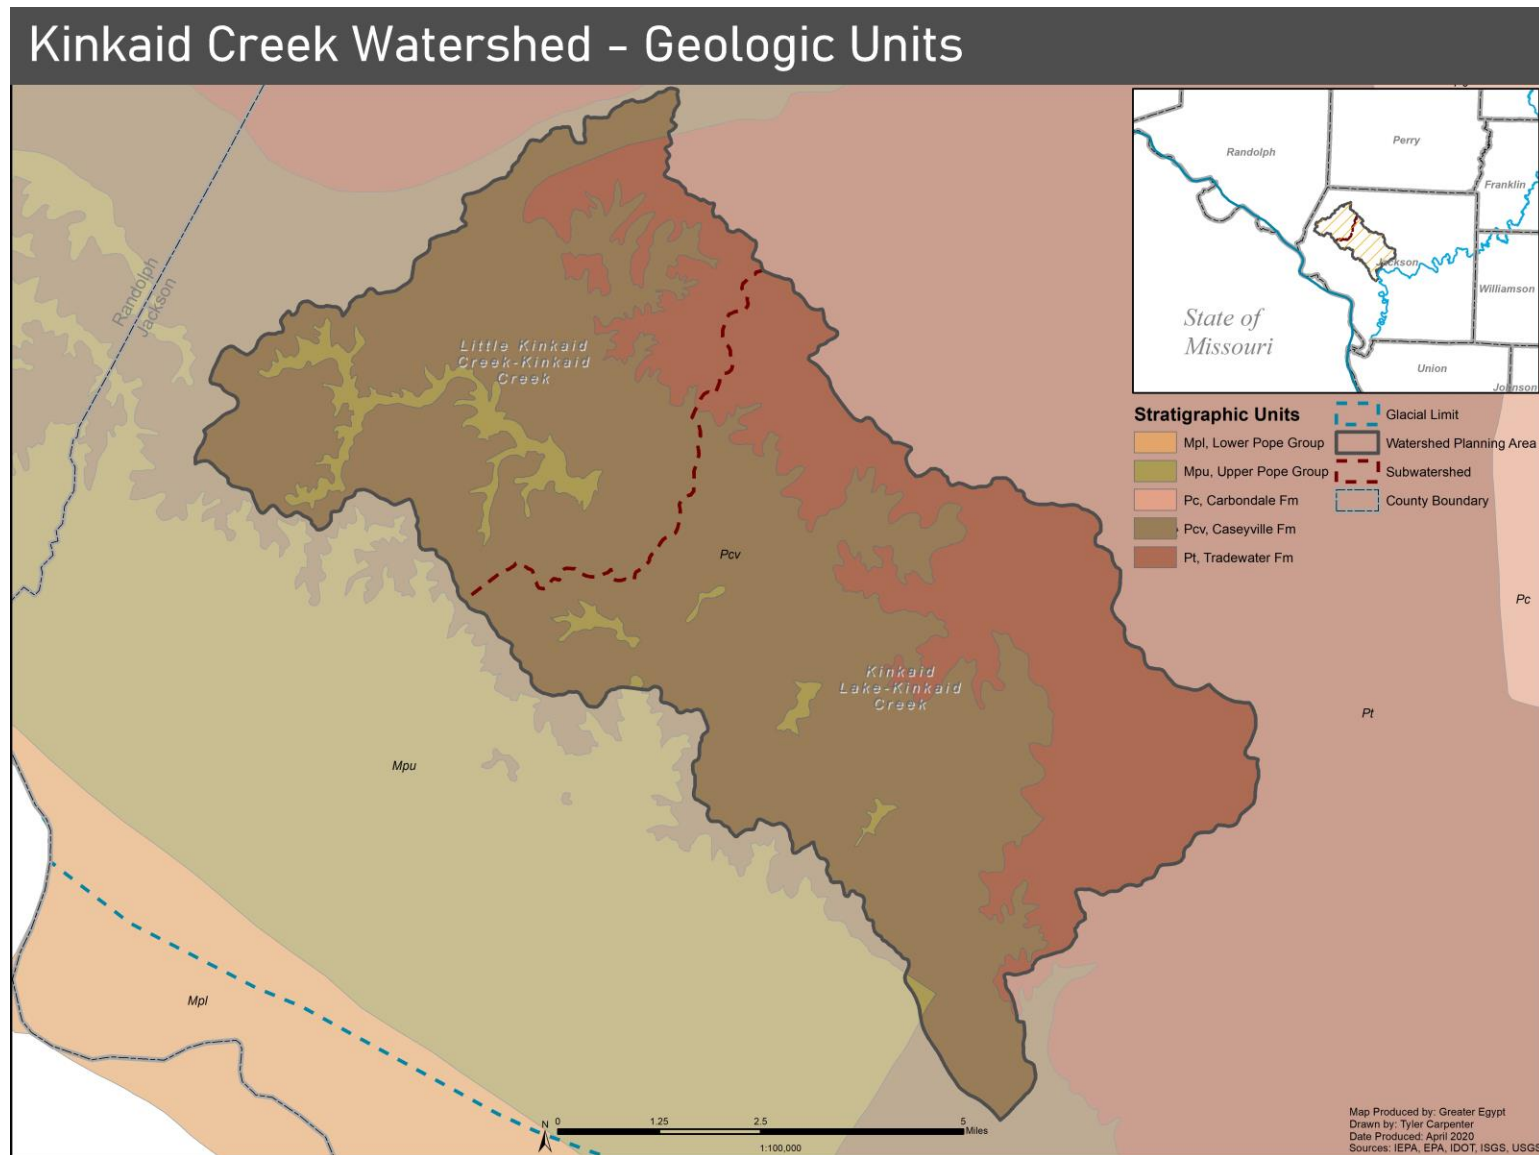 Kinkaid Creek Watershed - Geologic Units
Randolph
Perry
Franklin
Jackson
Williamson
State of
Missouri
Union
Johnson
Randolph
Jackson
Little Kinkaid
Creek-Kinkaid
Creek
Stratigraphic Units
Mpl, Lower Pope Group
Mpu, Upper Pope Group
Pc, Carbondale Fm
Pcv, Caseyville Fm
Pt, Tradewater Fm
Glacial Limit
Watershed Planning Area
Subwatershed
County Boundary
Pcv
Pc
Kinkaid
Lake-Kinkaid
Creek
Pt
Mpu
Mpl
N
0 1.25 2.5 5
Miles
1:100,000
Map Produced by: Greater Egypt
Drawn by: Tyler Carpenter
Date Produced: April 2020
Sources: IEPA, EPA, IDOT, ISGS, USGS